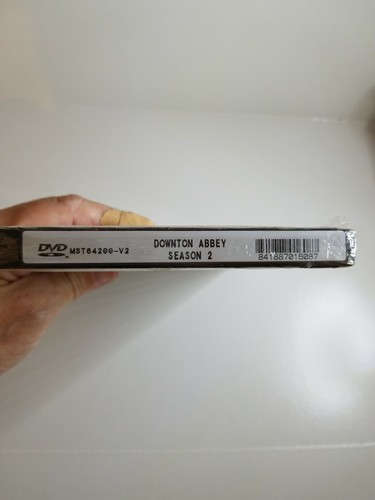 DVD MST64200-V2
DOWNTON ABBEY
SEASON 2
841887015087